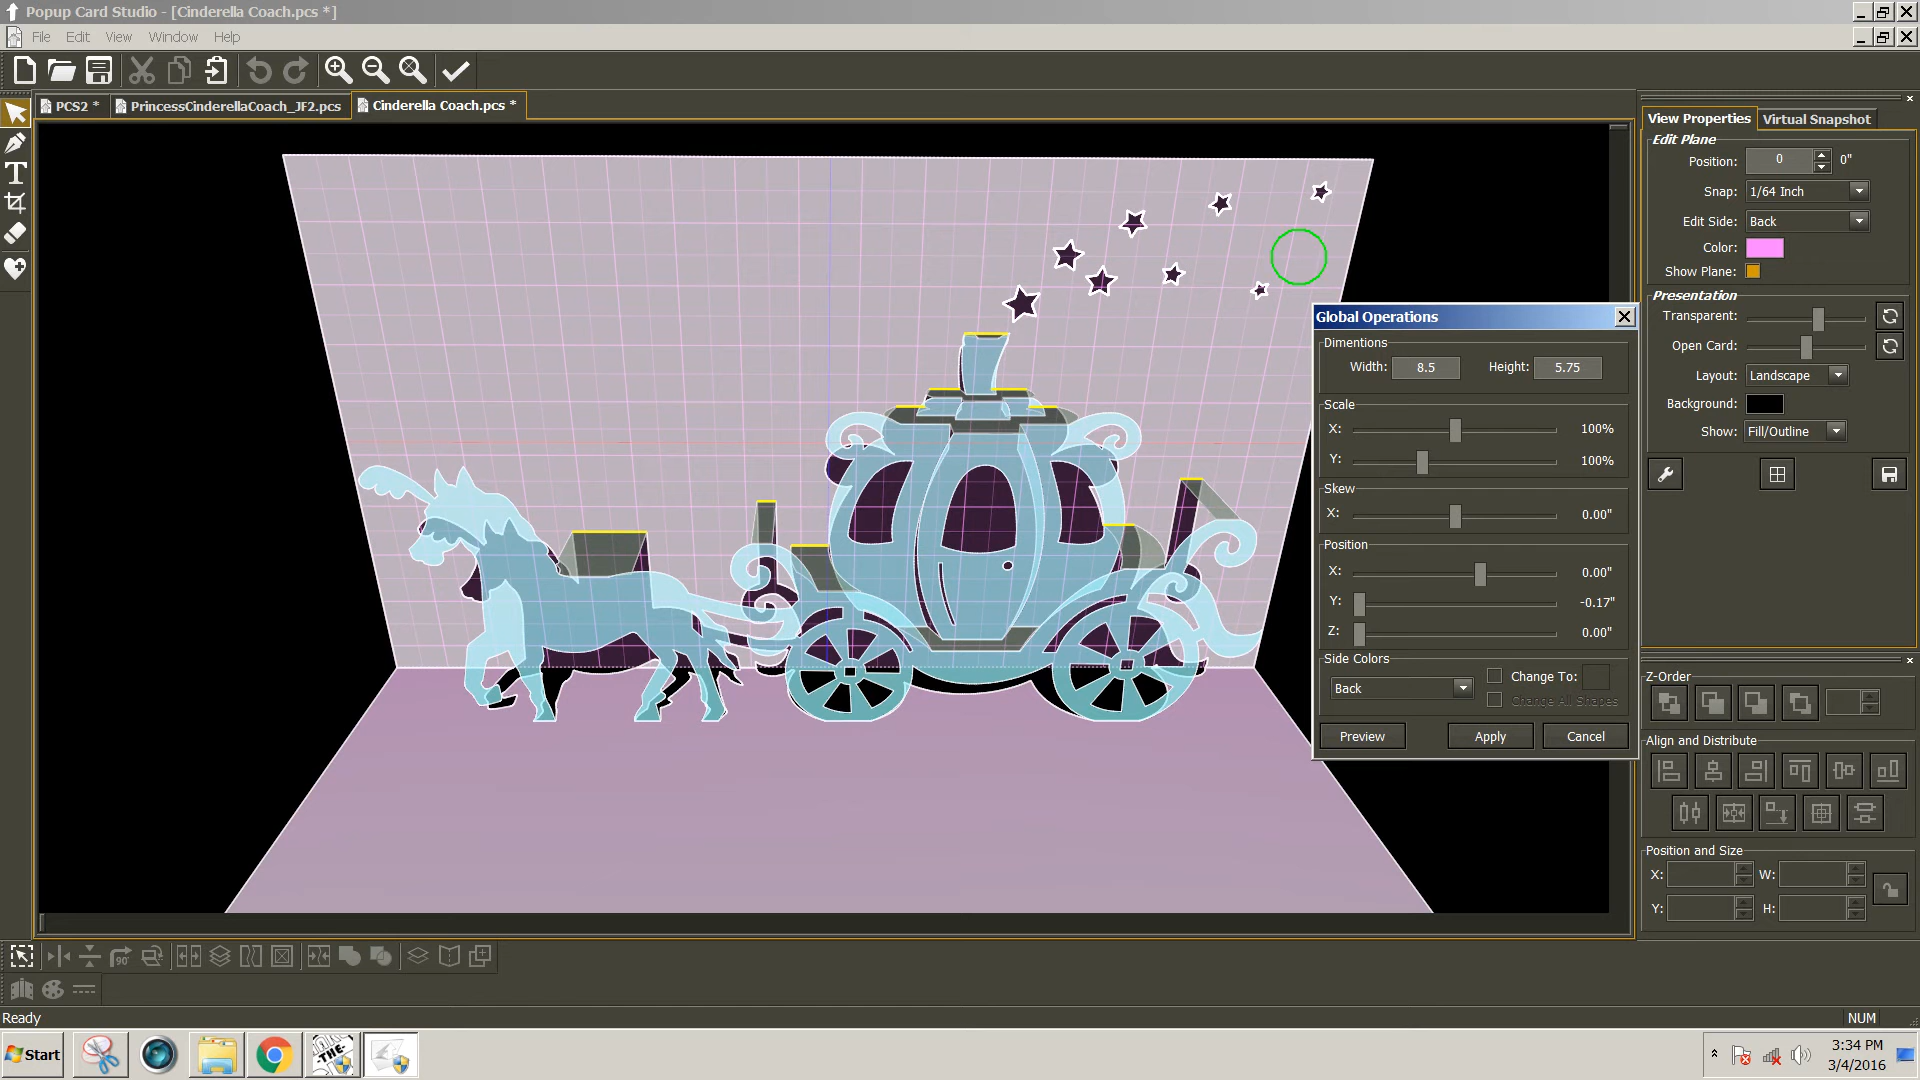 Popup Card Studio - [Cinderella Coach.pcs *]
File Edit View Window Help
PCS2 * PrincessCinderellaCoach_JF2.pcs Cinderella Coach.pcs *
T
View Properties Virtual Snapshot
Edit Plane
Position: 0 0"
Snap: 1/64 Inch
Edit Side: Back
Color:
Show Plane:
Presentation
Transparent:
Open Card:
Layout: Landscape
Background:
Show: Fill/Outline
Global Operations
Dimentions
Width: 8.5 Height: 5.75
Scale
X: 100%
Y: 100%
Skew
X: 0.00"
Position
X: 0.00"
Y: -0.17"
Z: 0.00"
Side Colors
Back Change To:
Change All Shapes
Preview Apply Cancel
Z-Order
Align and Distribute
Position and Size
X: W:
Y: H:
90°
Ready NUM
Start
-THE-
3:34 PM
3/4/2016